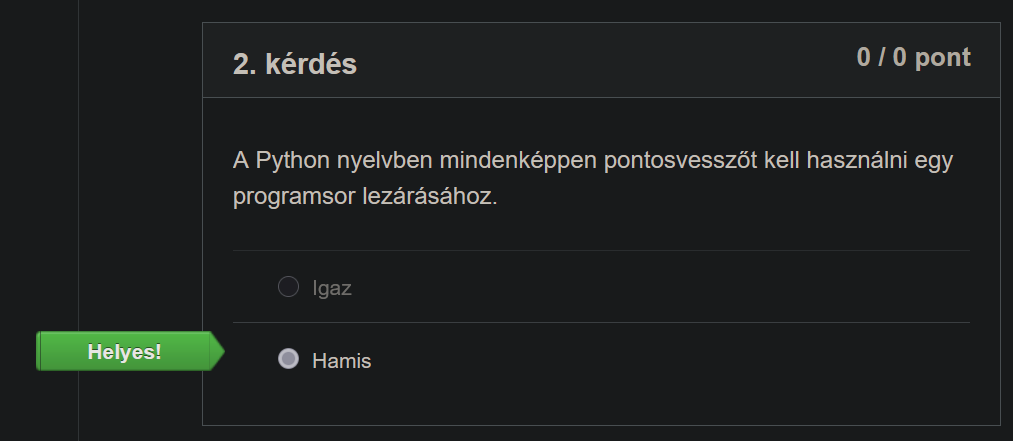 2. kérdés
0 / 0 pont
A Python nyelvben mindenképpen pontosvesszőt kell használni egy
programsor lezárásához.
Igaz
Helyes!
Hamis